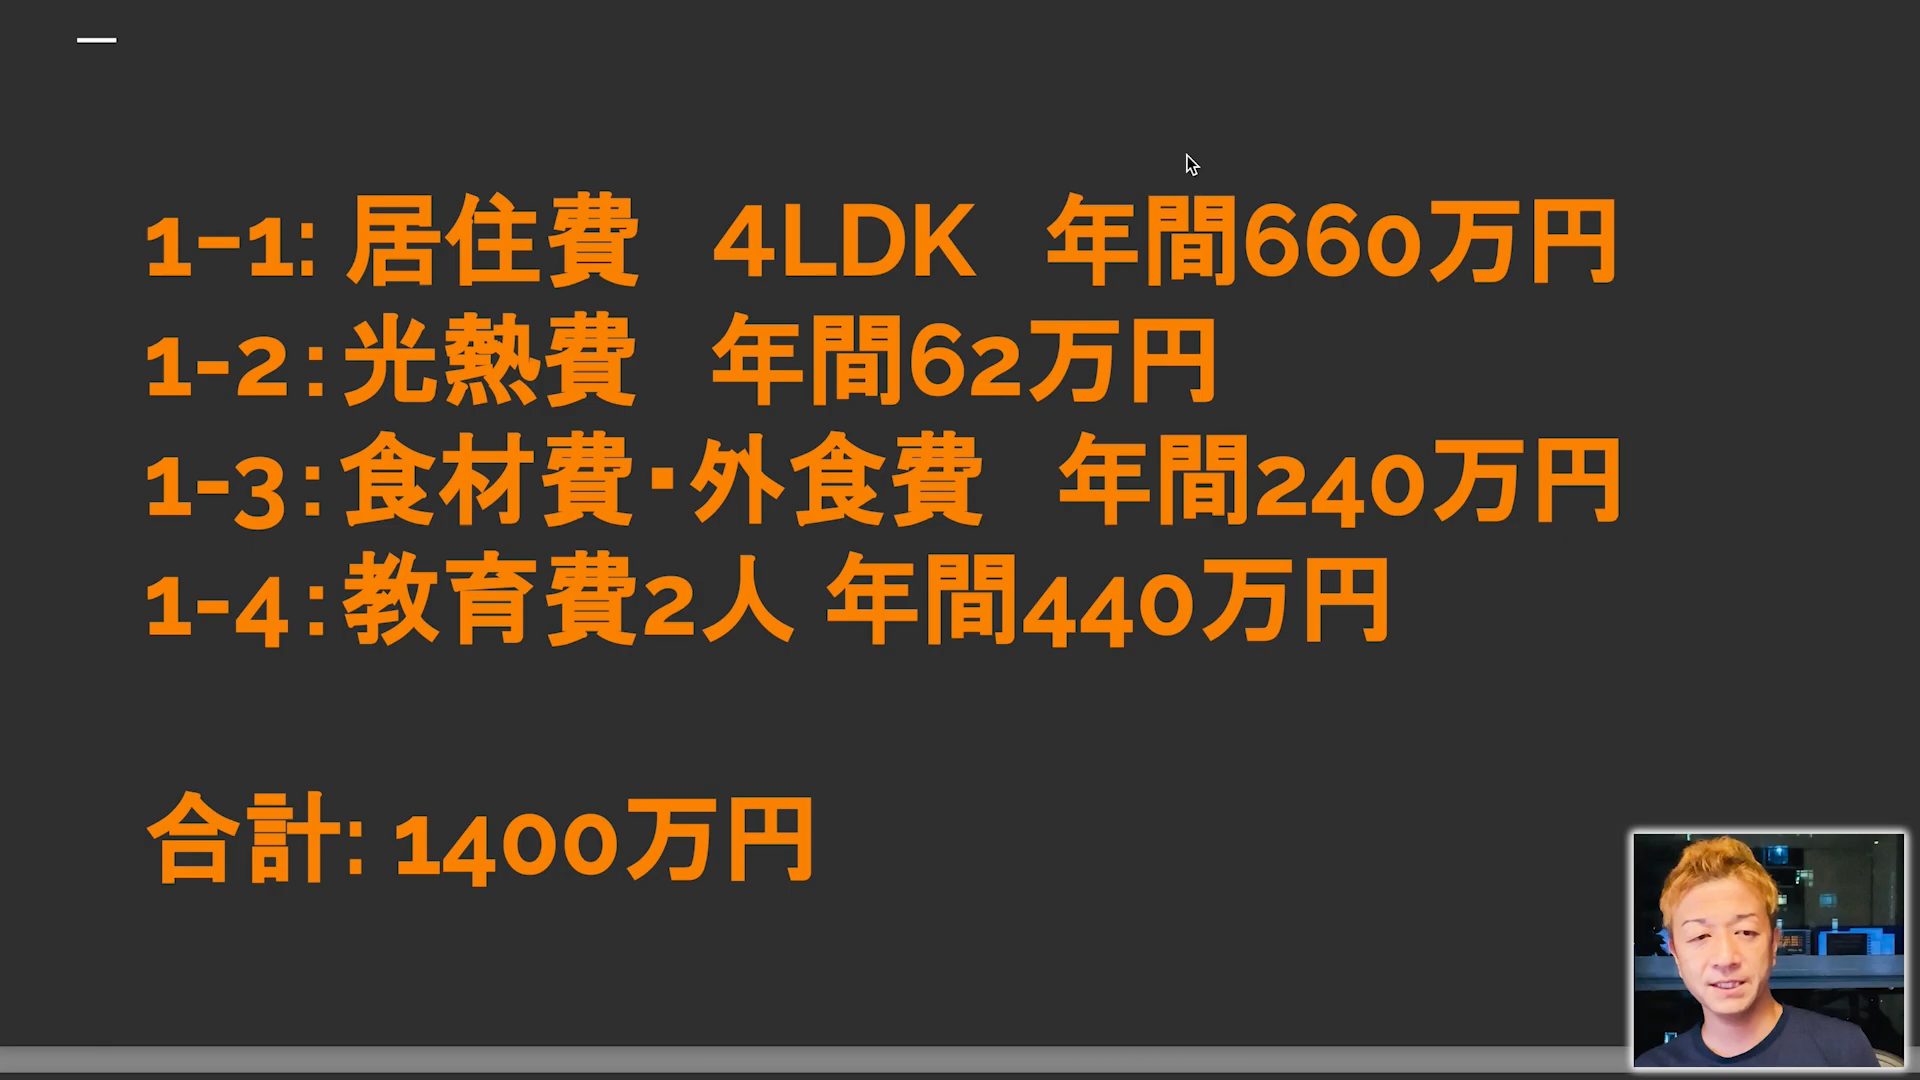 1-1: 居住費 4LDK 年間660万円
1-2 : 光熱費 年間62万円
1-3 : 食材費・外食費 年間240万円
1-4 : 教育費2人 年間440万円
合計: 1400万円